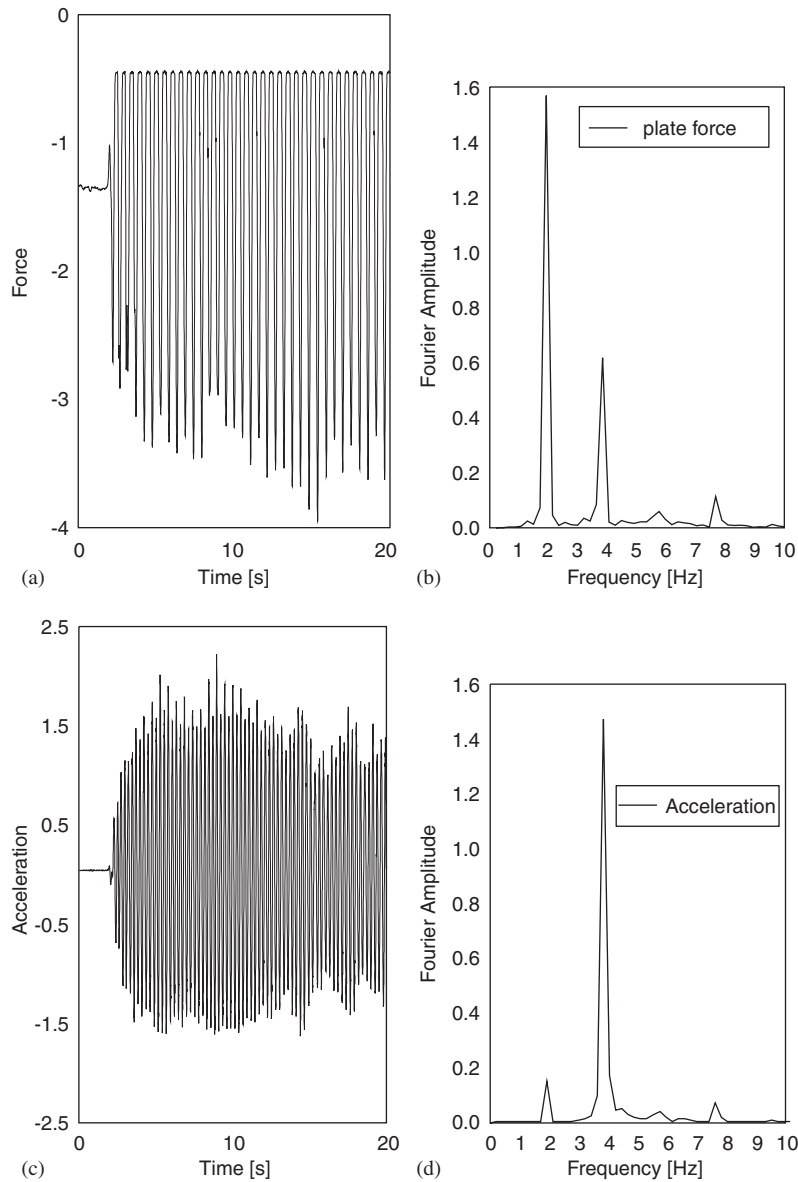 0
-1
-2
-3
-4
Force
0
10
20
Time [s]
(a)
1.6
1.4
1.2
1.0
0.8
0.6
0.4
0.2
0.0
Fourier Amplitude
plate force
0 1 2 3 4 5 6 7 8 9 10
Frequency [Hz]
(b)
2.5
1.5
0.5
-0.5
-1.5
-2.5
Acceleration
0
10
20
Time [s]
(c)
1.6
1.4
1.2
1.0
0.8
0.6
0.4
0.2
0.0
Fourier Amplitude
Acceleration
0 1 2 3 4 5 6 7 8 9 10
Frequency [Hz]
(d)